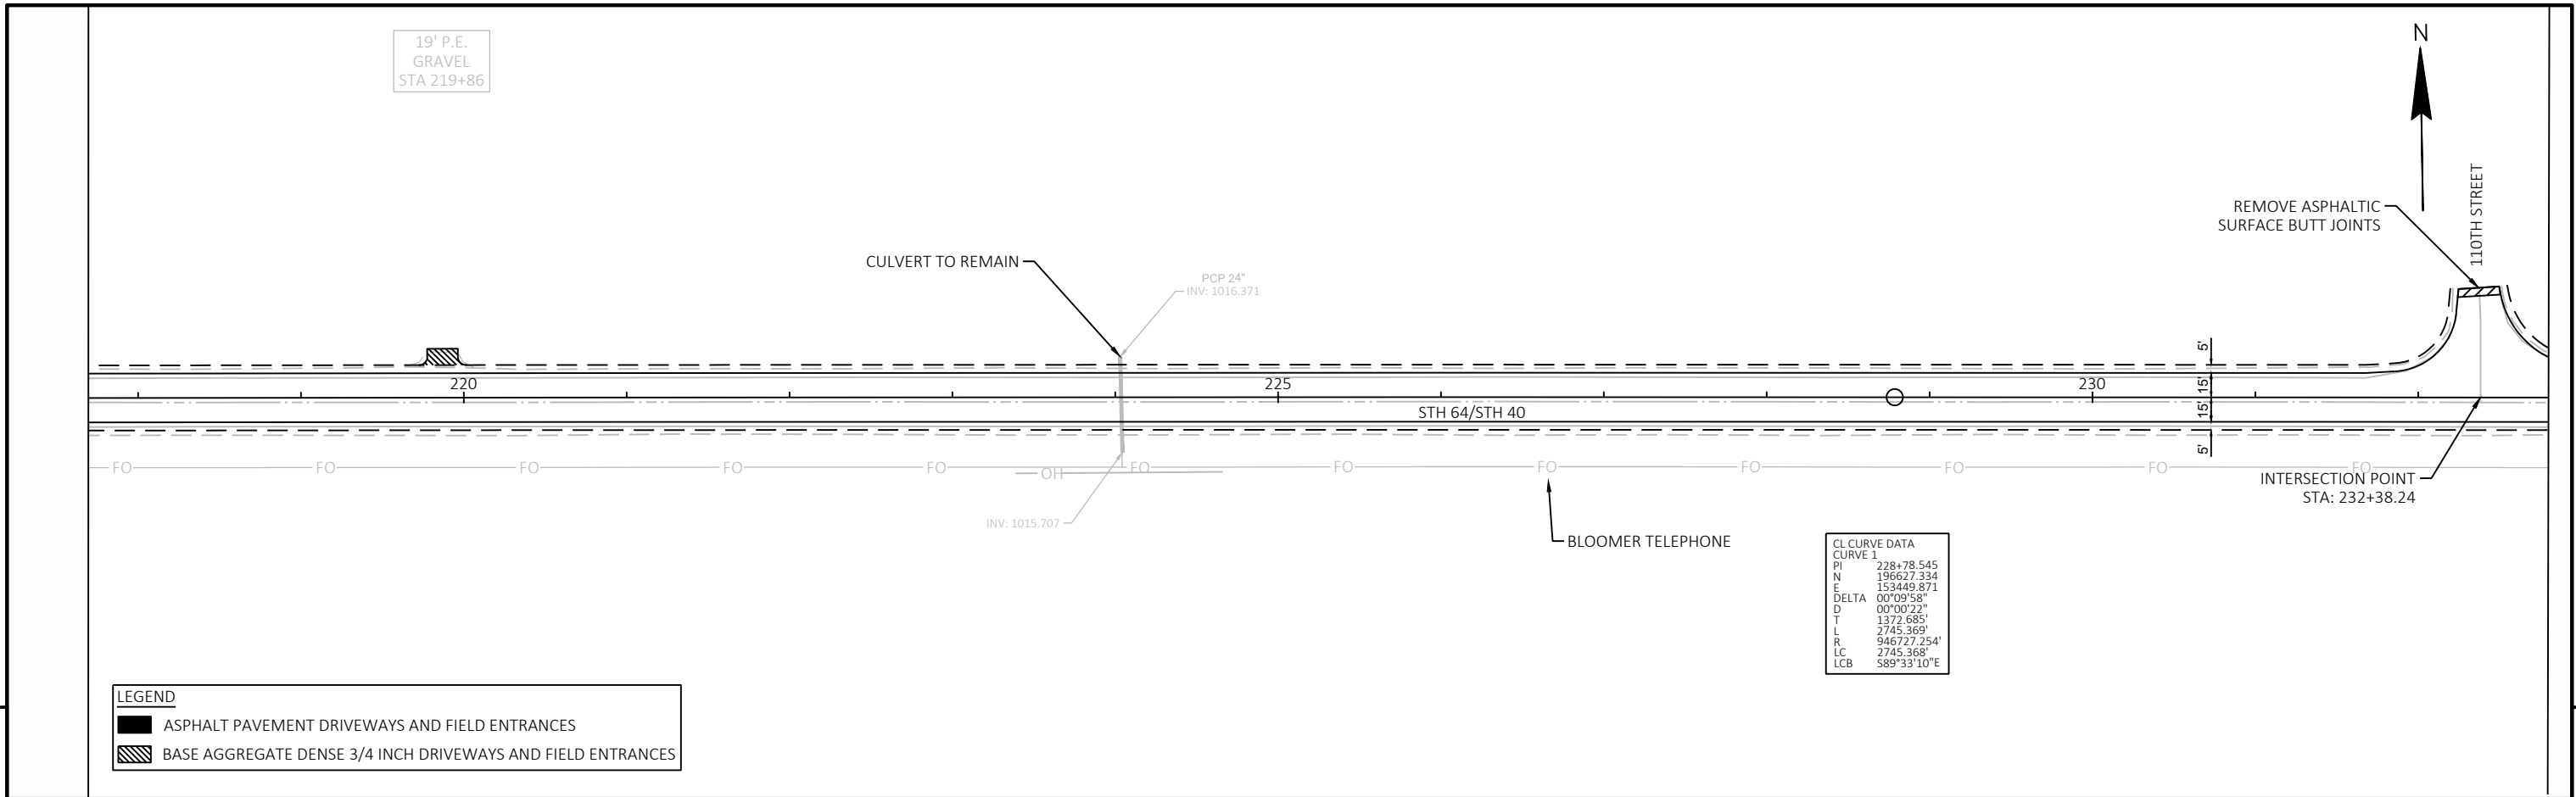 19' P.E.
GRAVEL
STA 219+86
N
110TH STREET
REMOVE ASPHALTIC
SURFACE BUTT JOINTS
CULVERT TO REMAIN
PCP 24"
INV: 1016.371
5'
15'
15'
5'
220
225
230
STH 64/STH 40
FO
FO
FO
FO
FO
FO
FO
FO
FO
FO
FO
FO
OH
INTERSECTION POINT
STA: 232+38.24
INV: 1015.707
BLOOMER TELEPHONE
CL CURVE DATA
CURVE 1
PI 228+78.545
N 196627.334
E 153449.871
DELTA 00°09'58"
D 00°00'22"
T 1372.685'
L 2745.369'
R 946727.254'
LC 2745.368'
LCB S89°33'10"E
LEGEND
ASPHALT PAVEMENT DRIVEWAYS AND FIELD ENTRANCES
BASE AGGREGATE DENSE 3/4 INCH DRIVEWAYS AND FIELD ENTRANCES